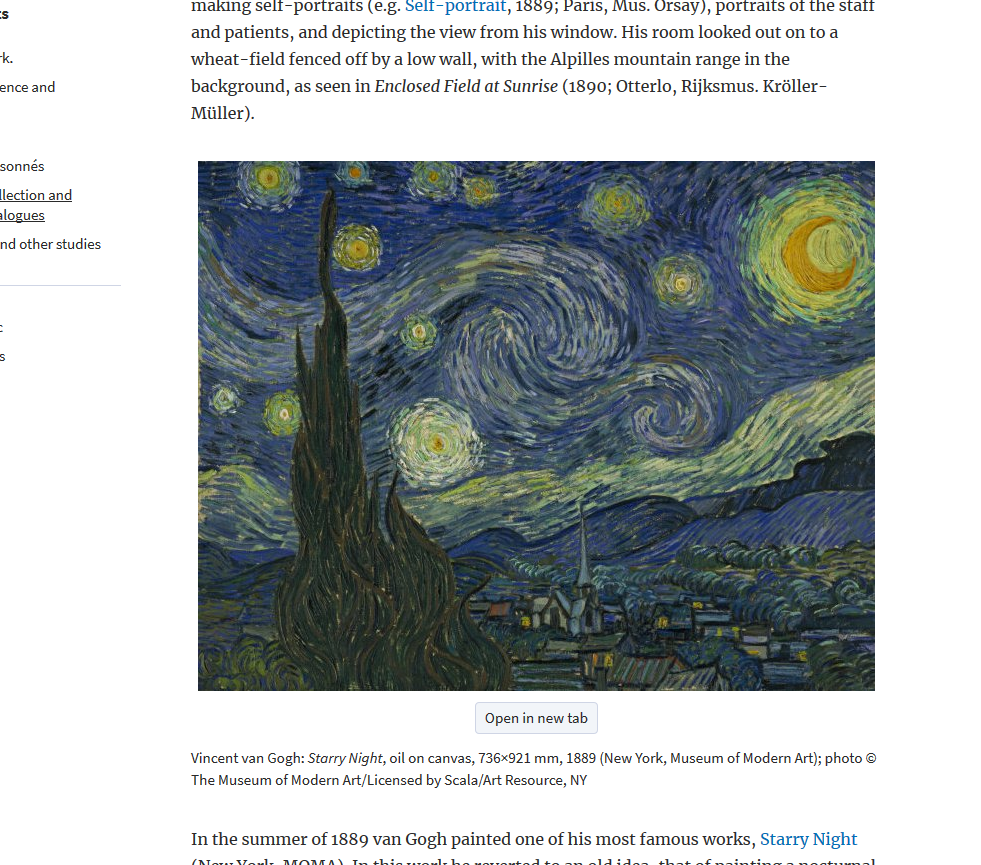 making self-portraits (e.g. Self-portrait, 1889; Paris, Mus. Orsay), portraits of the staff
and patients, and depicting the view from his window. His room looked out on to a
wheat-field fenced off by a low wall, with the Alpilles mountain range in the
background, as seen in Enclosed Field at Sunrise (1890; Otterlo, Rijksmus. Kröller-
Müller).
ence and
sonnés
llection and
alogues
nd other studies
Open in new tab
Vincent van Gogh: Starry Night, oil on canvas, 736×921 mm, 1889 (New York, Museum of Modern Art); photo ©
The Museum of Modern Art/Licensed by Scala/Art Resource, NY
In the summer of 1889 van Gogh painted one of his most famous works, Starry Night
(New York, MOMA). In this work he reverted to an old idea, that of painting a nocturnal